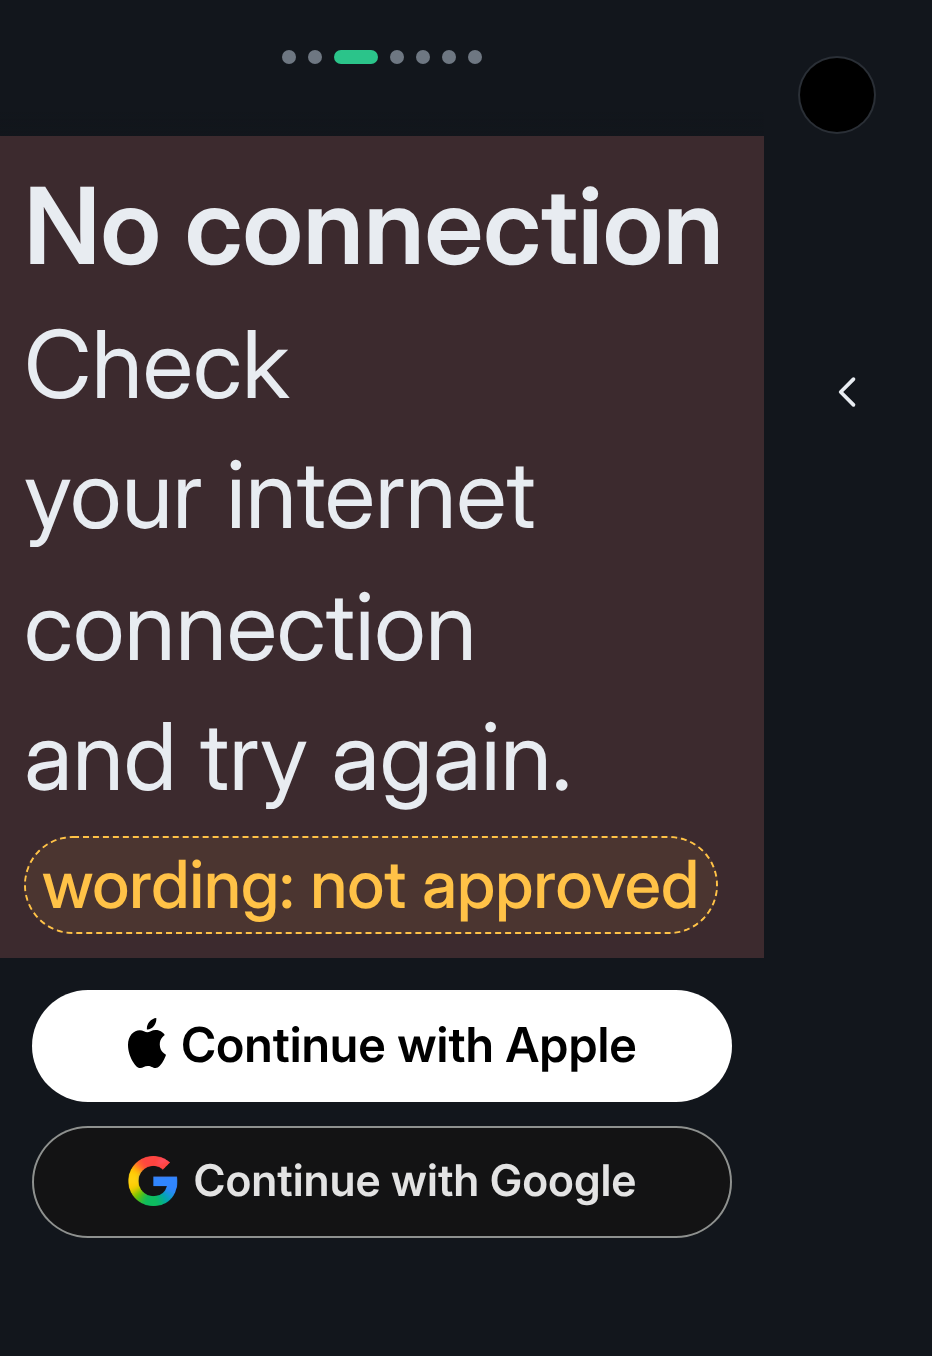 No connection
Check
your internet
connection
and try again.
wording: not approved
Continue with Apple
Continue with Google